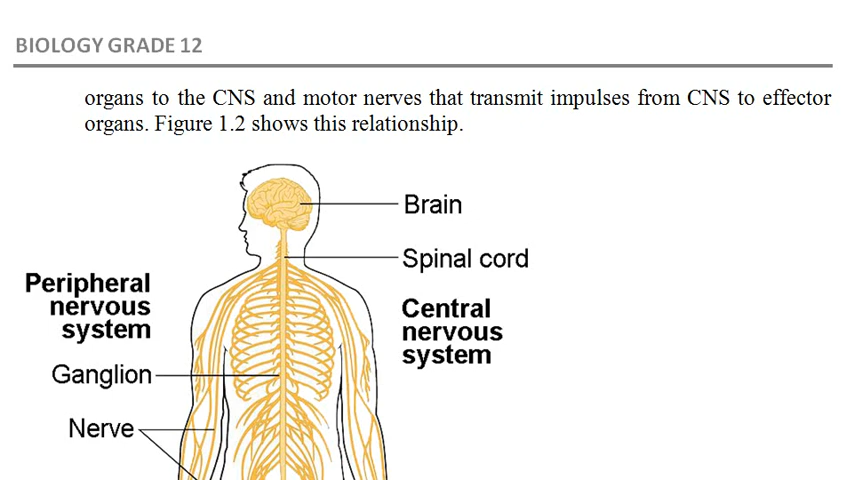 BIOLOGY GRADE 12
organs to the CNS and motor nerves that transmit impulses from CNS to effector
organs. Figure 1.2 shows this relationship.
Brain
Spinal cord
Peripheral
nervous
system
Central
nervous
system
Ganglion
Nerve